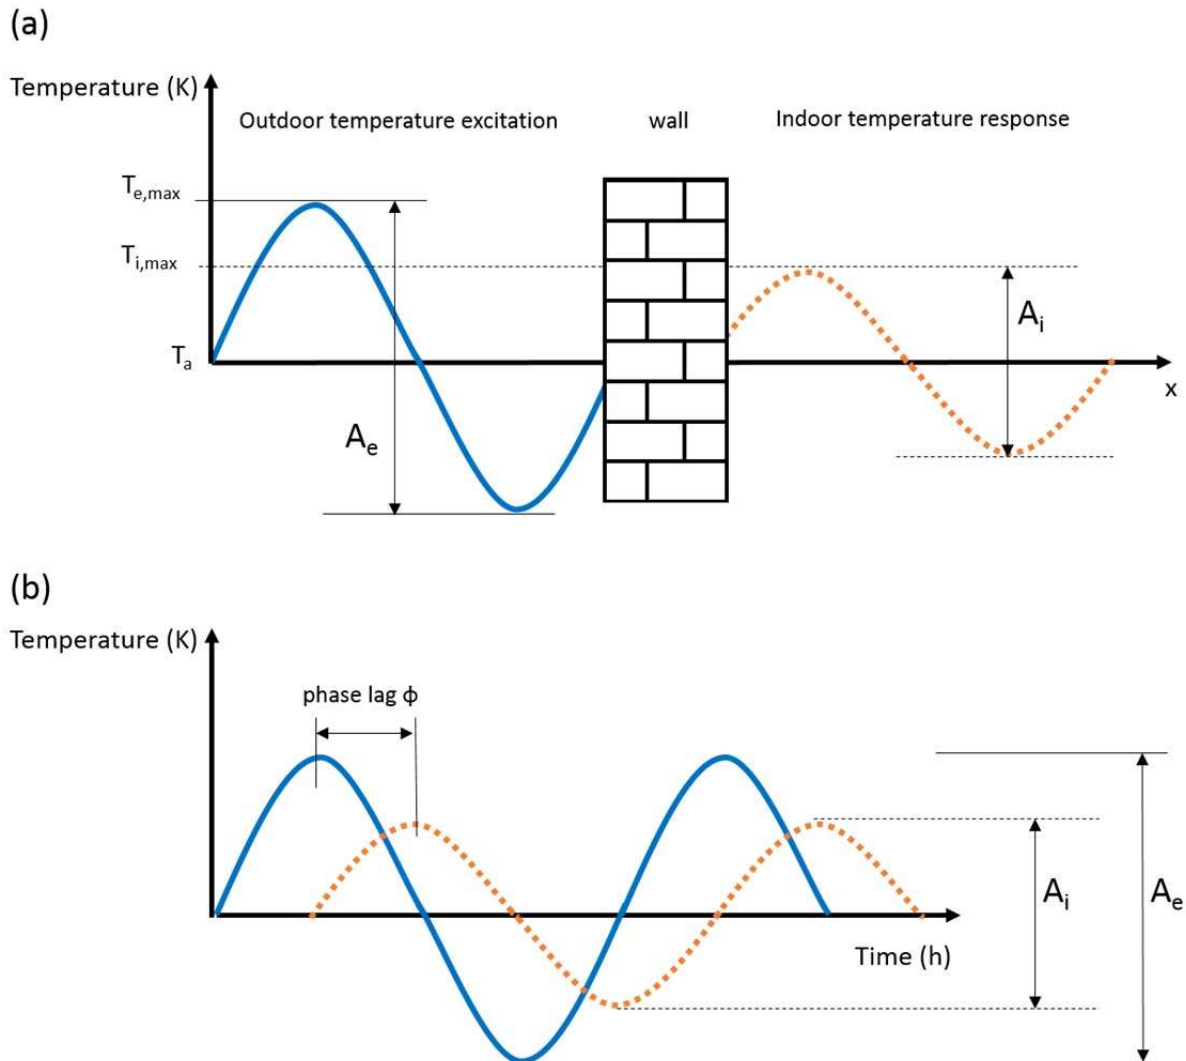 (a)
Temperature (K)
Outdoor temperature excitation
wall
Indoor temperature response
Te,max
Ti,max
Ai
Ta
x
Ae
(b)
Temperature (K)
phase lag ϕ
Ai
Ae
Time (h)